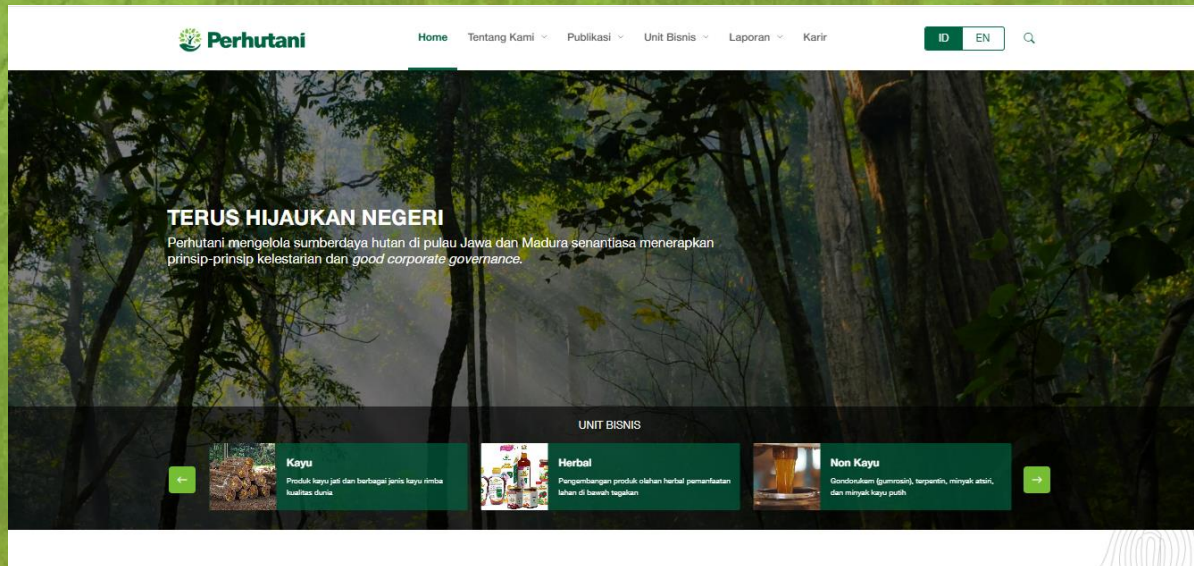 Perhutani
Home Tentang Kami Publikasi Unit Bisnis Laporan Karir ID EN
TERUS HIJAUKAN NEGERI
Perhutani mengelola sumberdaya hutan di pulau Jawa dan Madura senantiasa menerapkan
prinsip-prinsip kelestarian dan good corporate governance.
UNIT BISNIS
Kayu
Produk kayu jati dan berbagai jenis kayu rimba
kualitas dunia
Herbal
Pengembangan produk olahan herbal pemanfaatan
lahan di bawah tegakan
Non Kayu
Gondorukem (gumrosin), terpentin, minyak atsiri,
dan minyak kayu putih